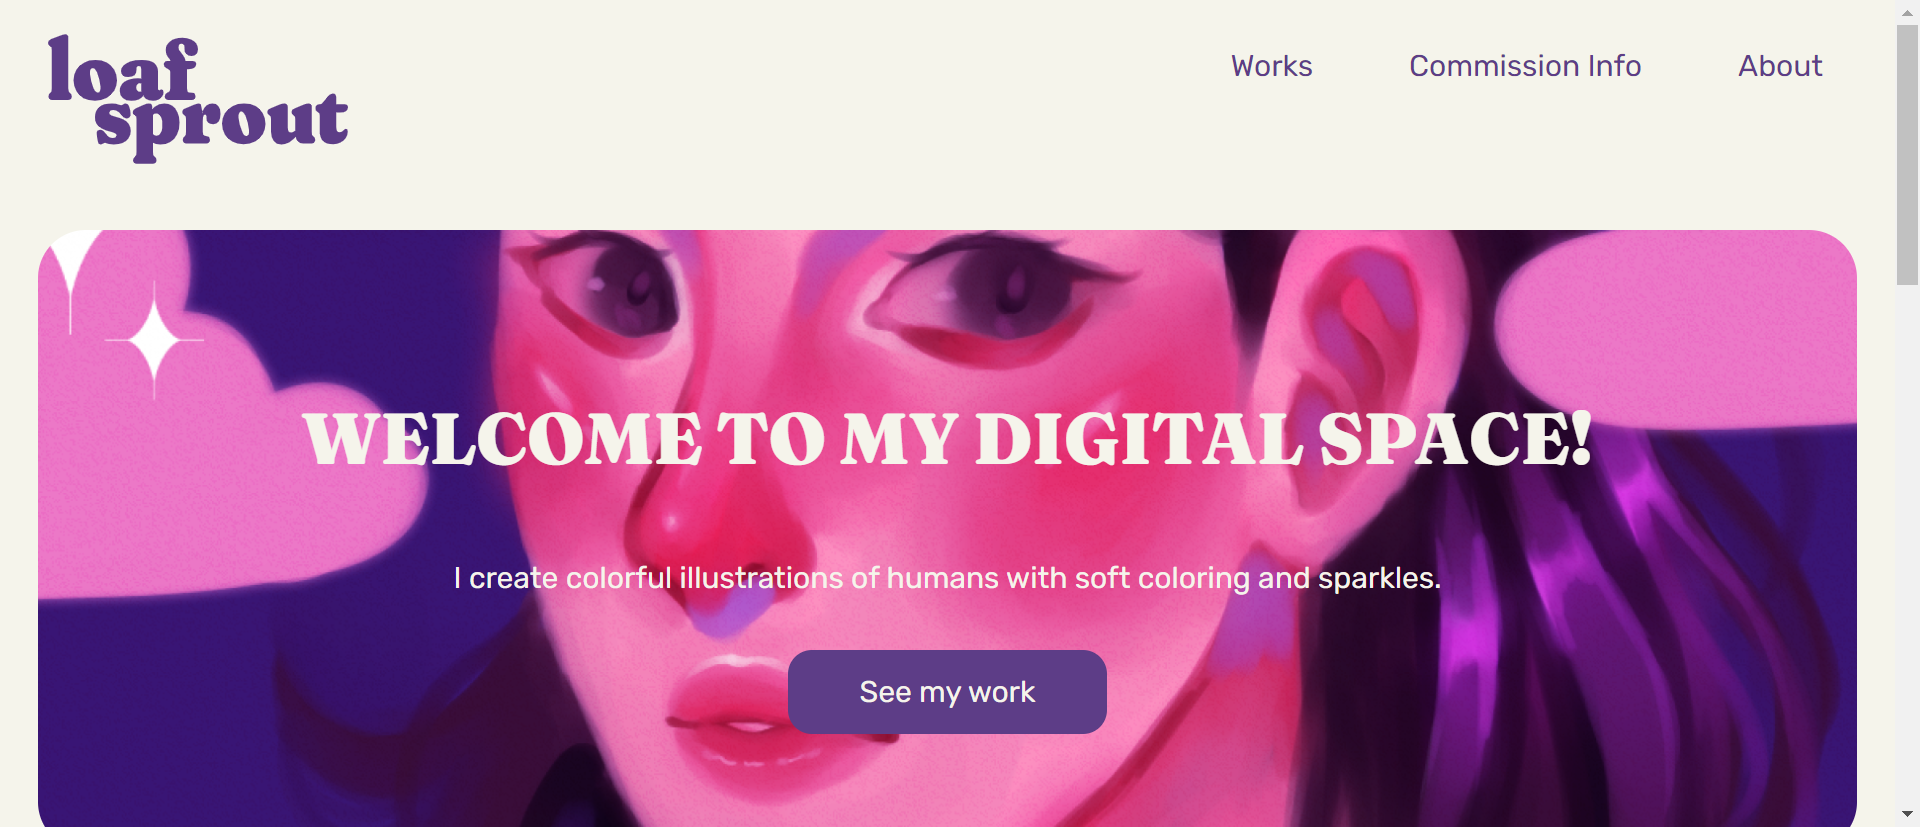 loaf
sprout
Works
Commission Info
About
WELCOME TO MY DIGITAL SPACE!
I create colorful illustrations of humans with soft coloring and sparkles.
See my work